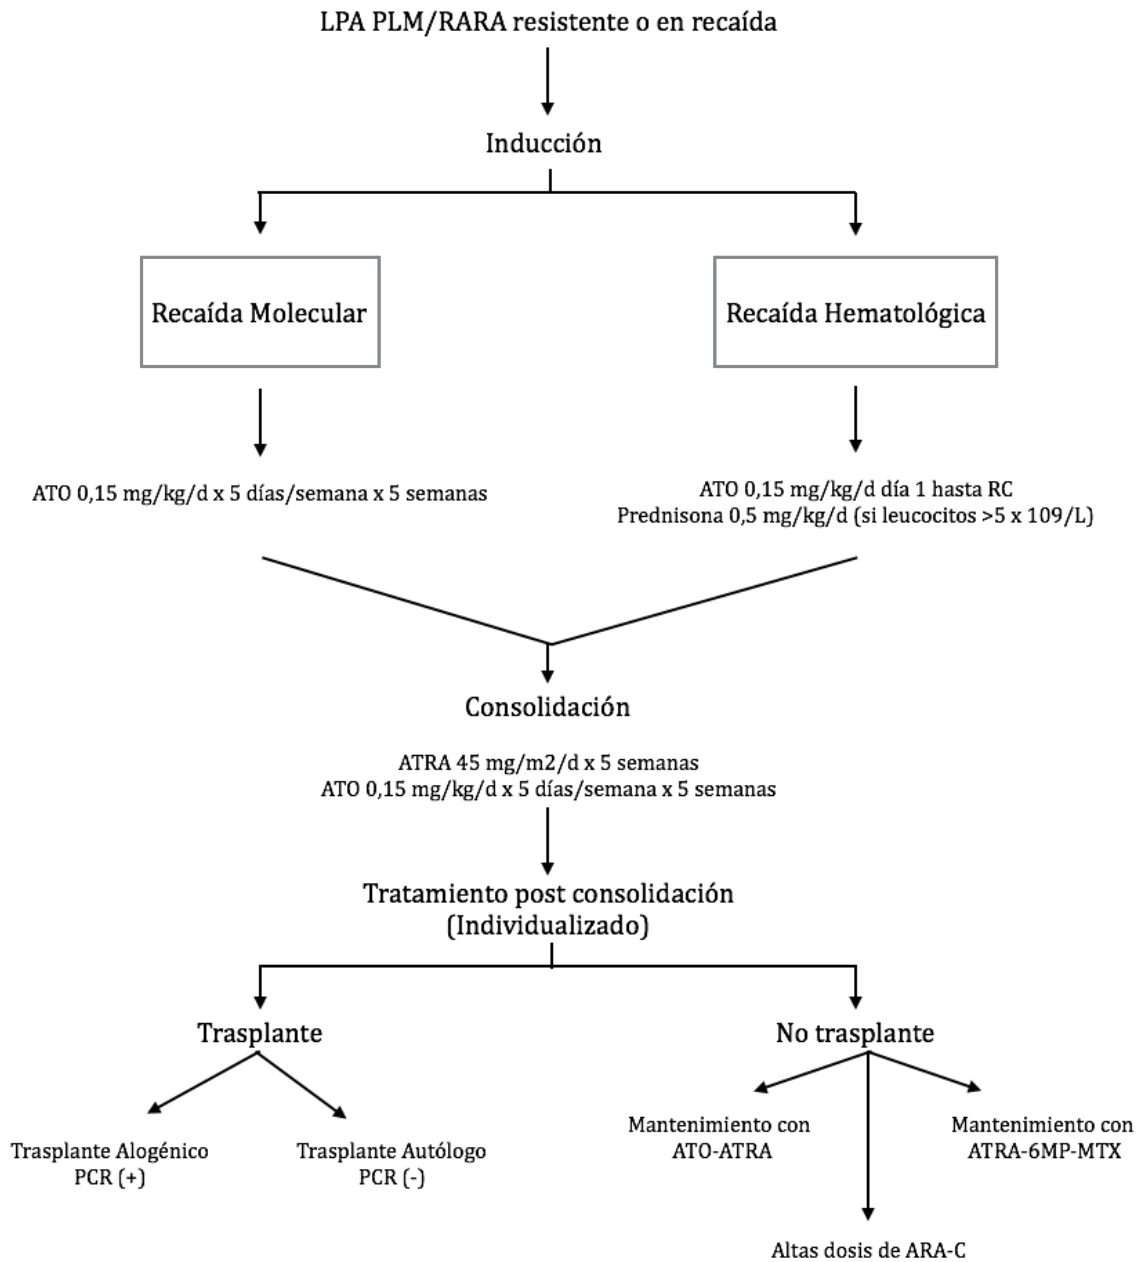 LPA PLM/RARA resistente o en recaída
Inducción
Recaída Molecular
Recaída Hematológica
ATO 0,15 mg/kg/d x 5 días/semana x 5 semanas
ATO 0,15 mg/kg/d día 1 hasta RC
Prednisona 0,5 mg/kg/d (si leucocitos >5 x 109/L)
Consolidación
ATRA 45 mg/m2/d x 5 semanas
ATO 0,15 mg/kg/d x 5 días/semana x 5 semanas
Tratamiento post consolidación
(Individualizado)
Trasplante
No trasplante
Trasplante Alogénico
PCR (+)
Trasplante Autólogo
PCR (-)
Mantenimiento con
ATO-ATRA
Mantenimiento con
ATRA-6MP-MTX
Altas dosis de ARA-C